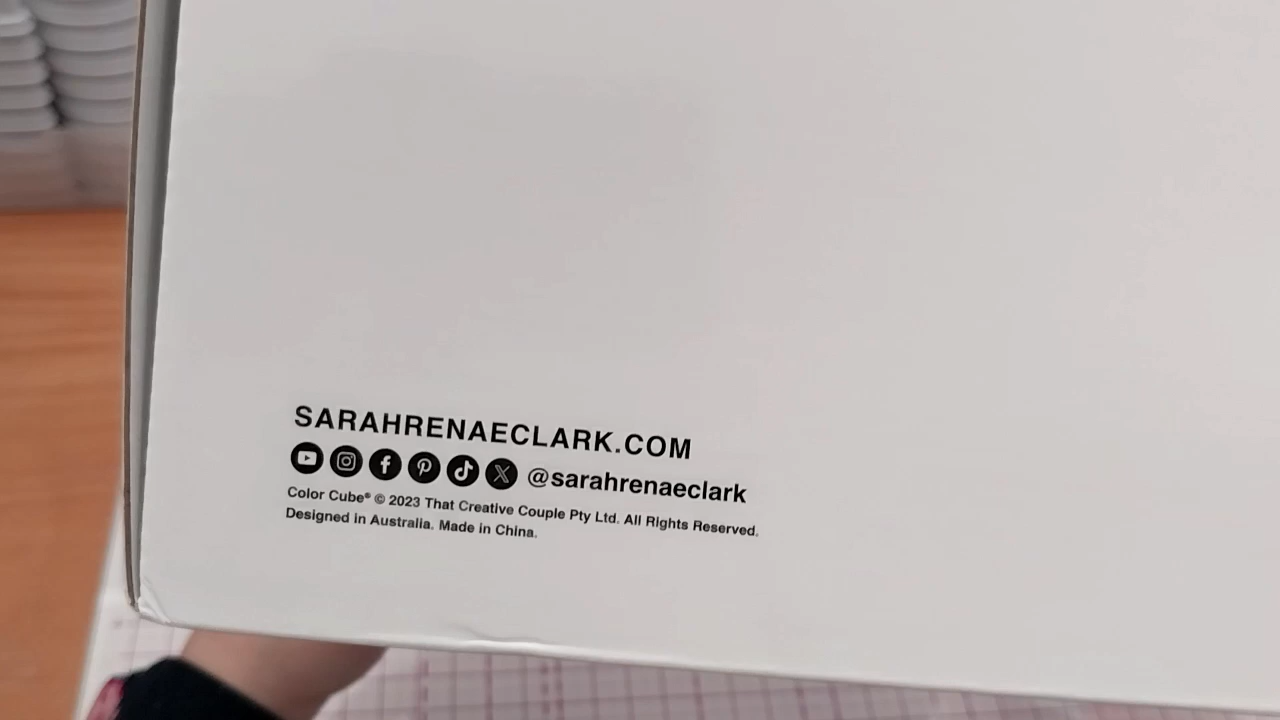 SARAHRENAECLARK.COM
@sarahrenaeclark
Color Cube® © 2023 That Creative Couple Pty Ltd. All Rights Reserved.
Designed in Australia. Made in China.